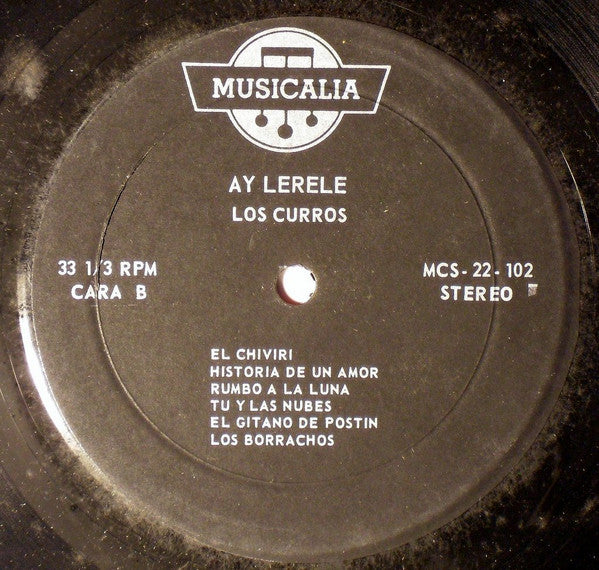 MUSICALIA
AY LERELE
LOS CURROS
33 1/3 RPM
CARA B
MCS-22-102
STEREO
EL CHIVIRI
HISTORIA DE UN AMOR
RUMBO A LA LUNA
TU Y LAS NUBES
EL GITANO DE POSTIN
LOS BORRACHOS